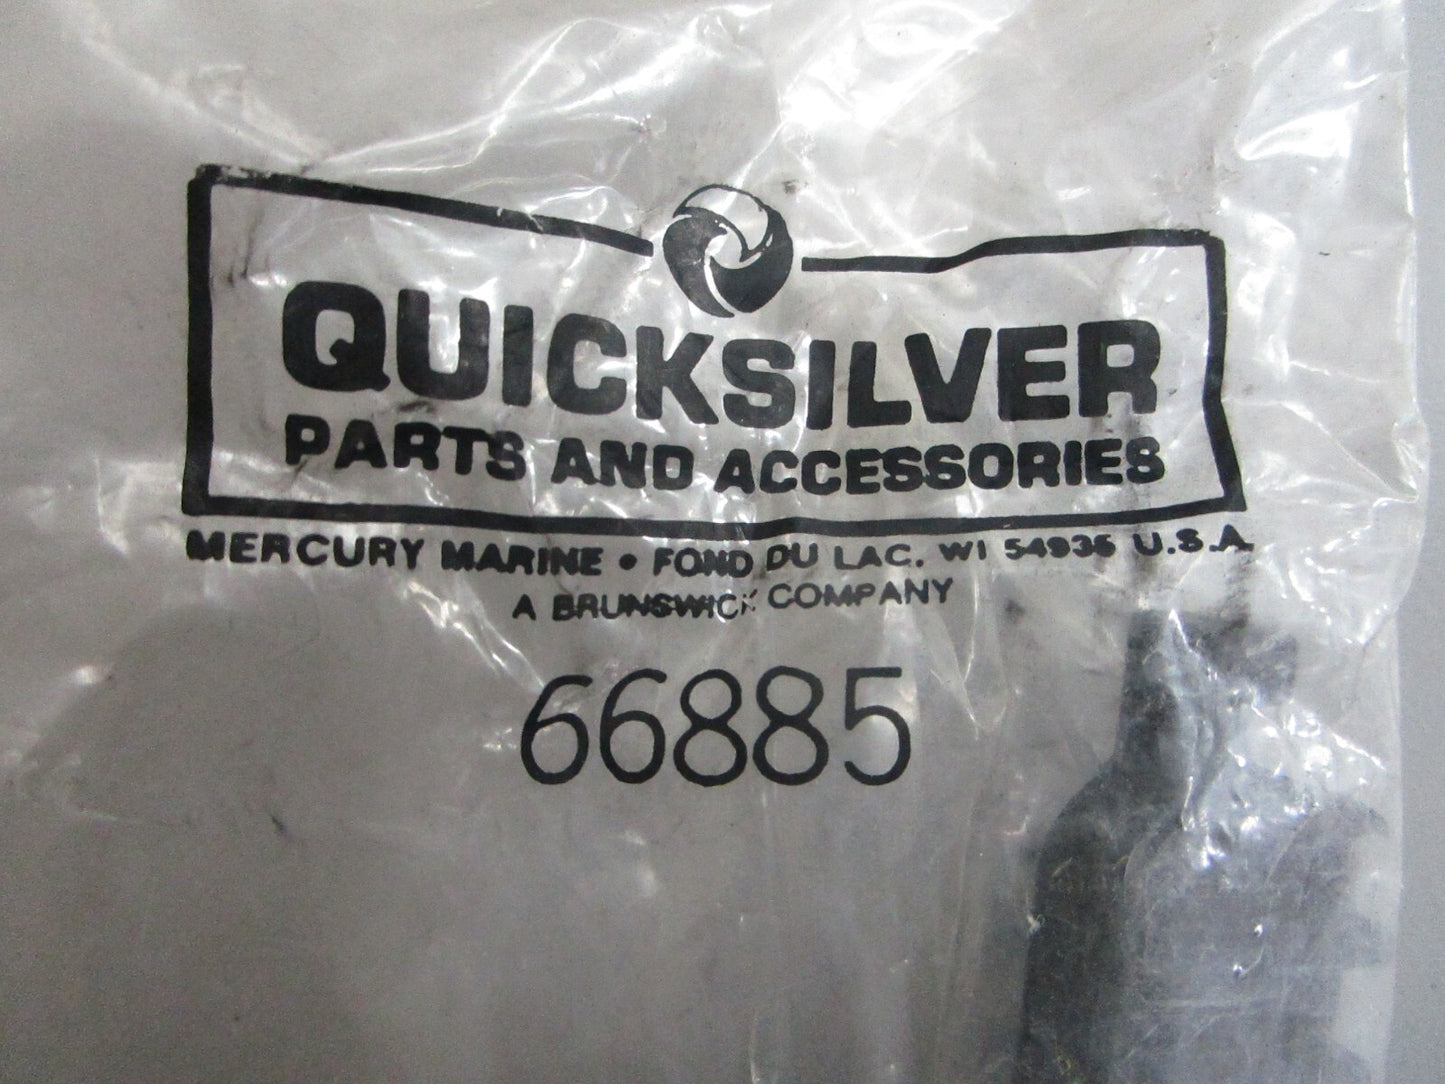 QUICKSILVER
PARTS AND ACCESSORIES
MERCURY MARINE • FOND DU LAC, WI 54935 U.S.A.
A BRUNSWICK COMPANY
66885